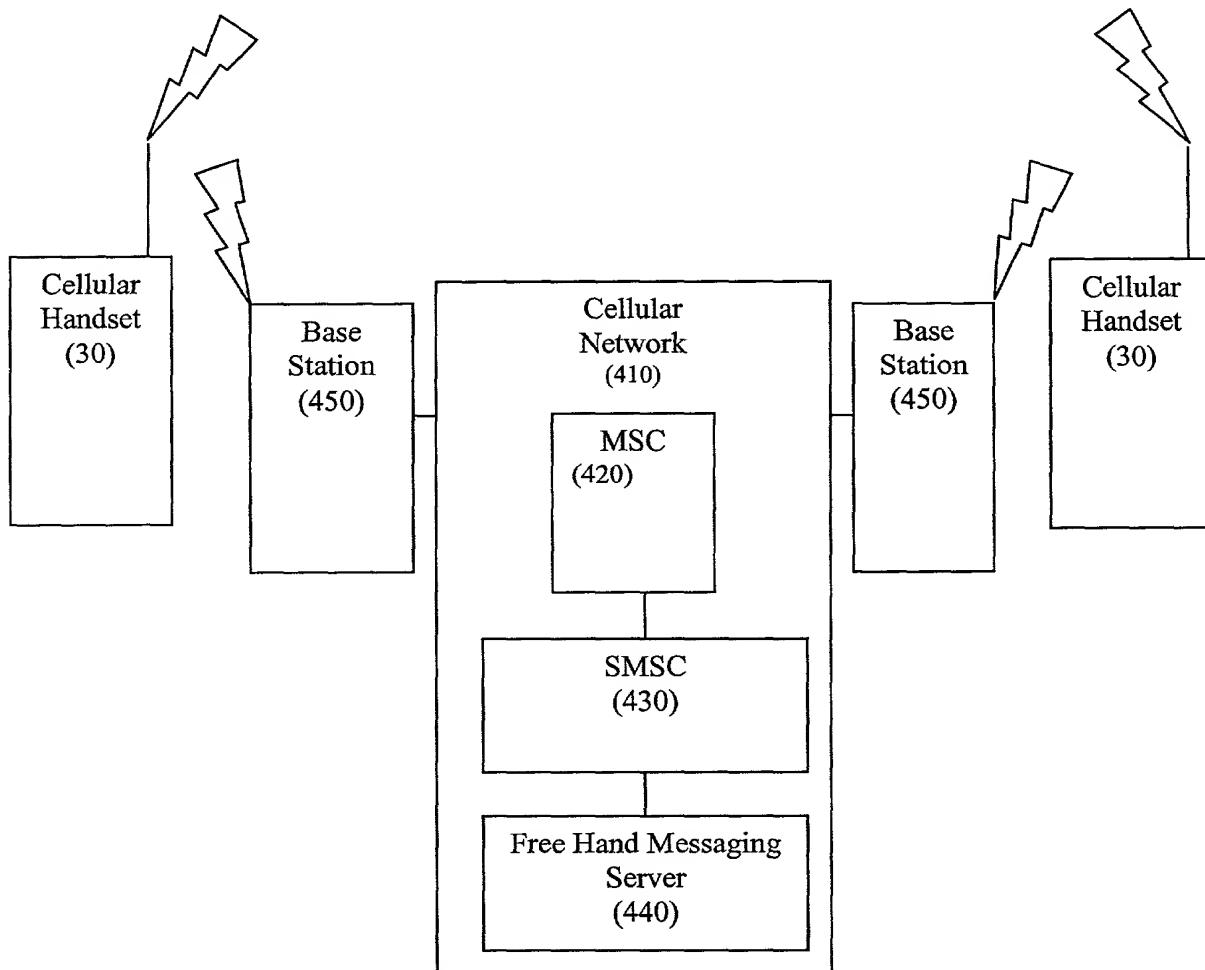 Cellular
Handset
(30)
Base
Station
(450)
Cellular
Network
(410)
MSC
(420)
SMSC
(430)
Free Hand Messaging
Server
(440)
Base
Station
(450)
Cellular
Handset
(30)